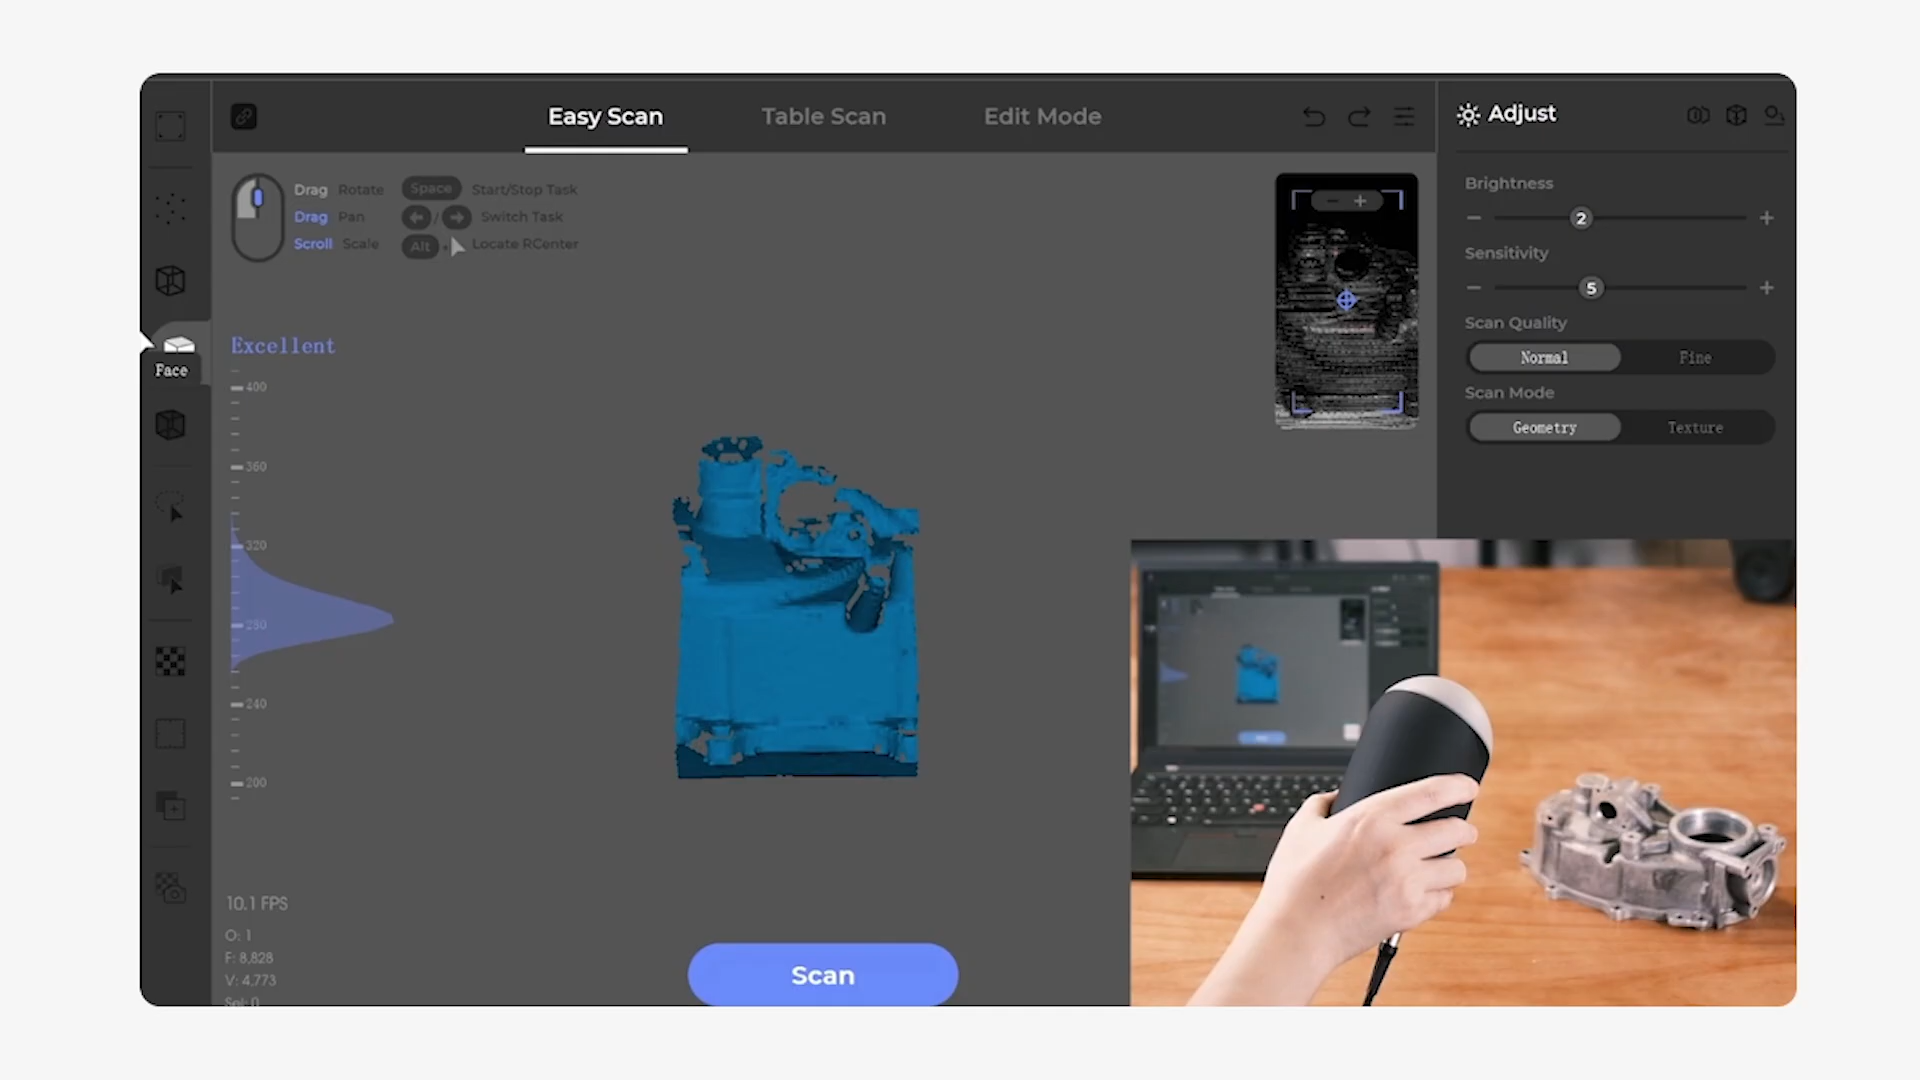 Easy Scan
Table Scan
Edit Mode
Adjust
Drag Rotate
Drag Pan
Scroll Scale
Space Start/Stop Task
/ Switch Task
Alt + Locate RCenter
Brightness
2
Sensitivity
5
Scan Quality
Normal Fine
Scan Mode
Geometry Texture
Face
Excellent
400
360
320
280
240
200
10.1 FPS
O: 1
F: 8,828
V: 4,773
Sel: 0
Scan